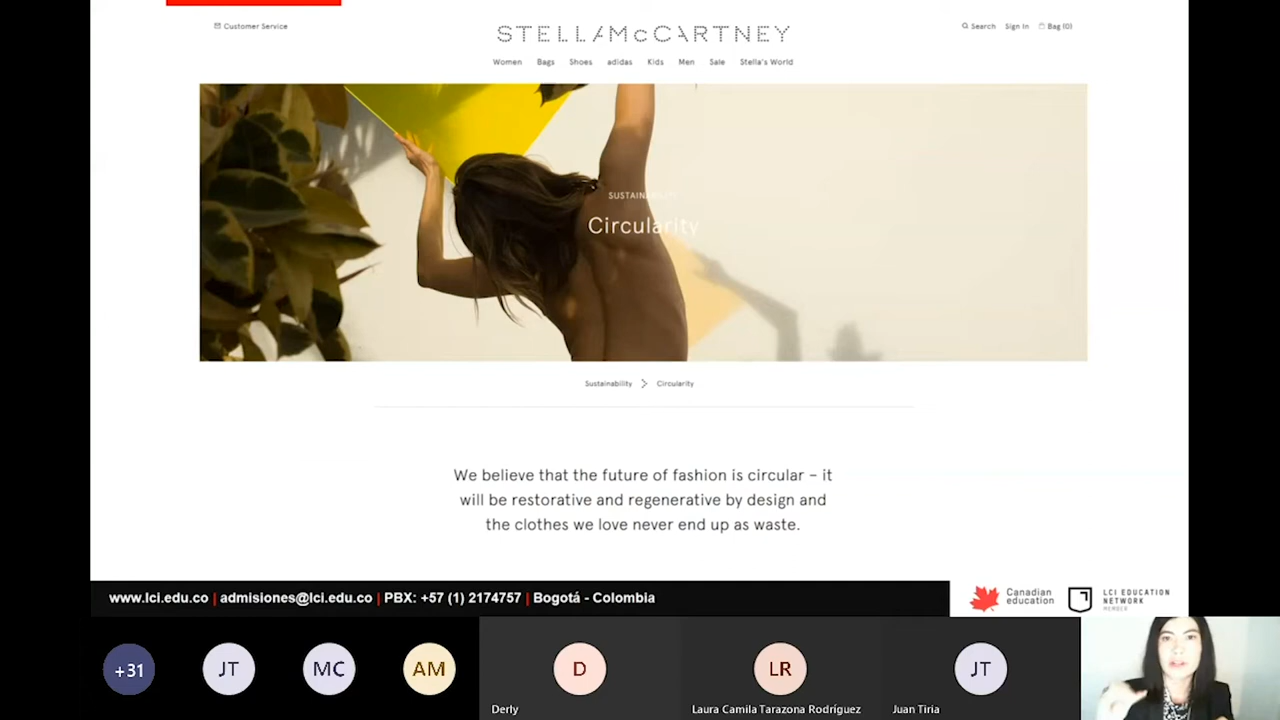 Customer Service
STELLAMcCARTNEY
Search Sign In Bag (0)
Women Bags Shoes adidas Kids Men Sale Stella's World
SUSTAINABILITY
Circularity
Sustainability > Circularity
We believe that the future of fashion is circular – it
will be restorative and regenerative by design and
the clothes we love never end up as waste.
www.lci.edu.co | admisiones@lci.edu.co | PBX: +57 (1) 2174757 | Bogotá - Colombia
Canadian
education
LCI EDUCATION
NETWORK
MEMBER
+31
JT
MC
AM
D
LR
JT
Derly
Laura Camila Tarazona Rodríguez
Juan Tiria